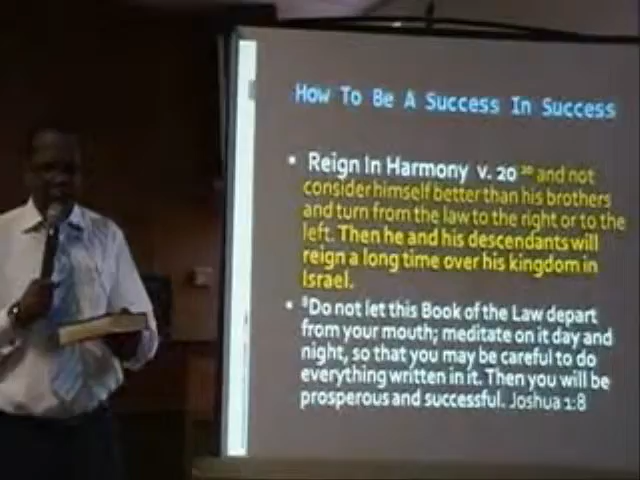 How To Be A Success In Success
• Reign In Harmony v. 20 20 and not
consider himself better than his brothers
and turn from the law to the right or to the
left. Then he and his descendants will
reign a long time over his kingdom in
Israel.
• 8Do not let this Book of the Law depart
from your mouth; meditate on it day and
night, so that you may be careful to do
everything written in it. Then you will be
prosperous and successful. Joshua 1:8